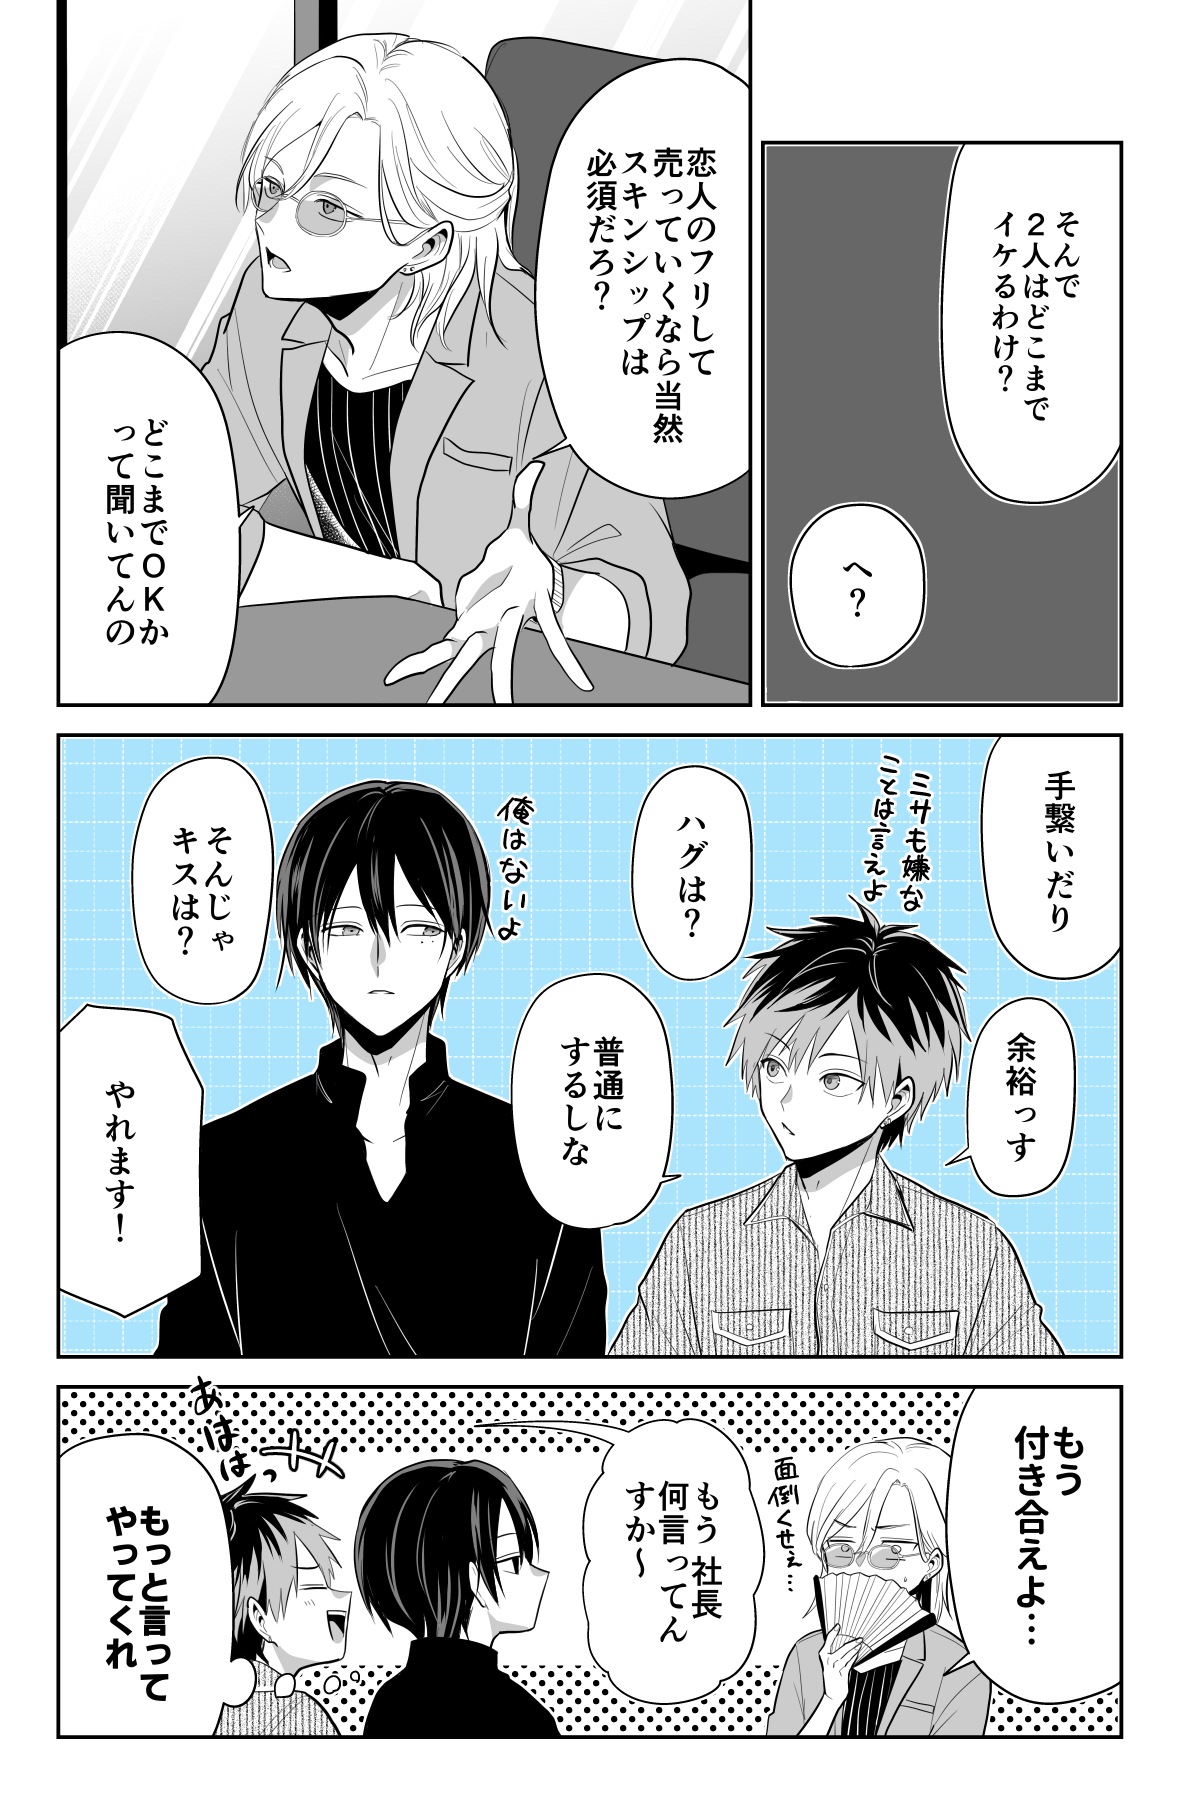 そんで
2人はどこまで
イケるわけ?
へ?
恋人のフリして
売っていくなら当然
スキンシップは
必須だろ?
どこまでOKか
って聞いてんの
手繋いだり
余裕っす
ミサも嫌な
ことは言えよ
ハグは?
普通に
するしな
俺はないよ
そんじゃ
キスは?
やれます!
もう
付き合えよ…
面倒くせぇ…
もう社長
何言ってん
すか〜
あははっ
もっと言って
やってくれ